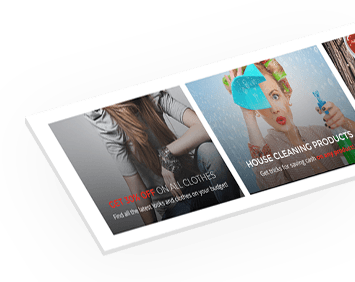 GET OFF ON ALL CLOTHES
Find all the latest looks and clothes on your budget!
HOUSE CLEANING PRODUCTS
Get tricks for saving cash